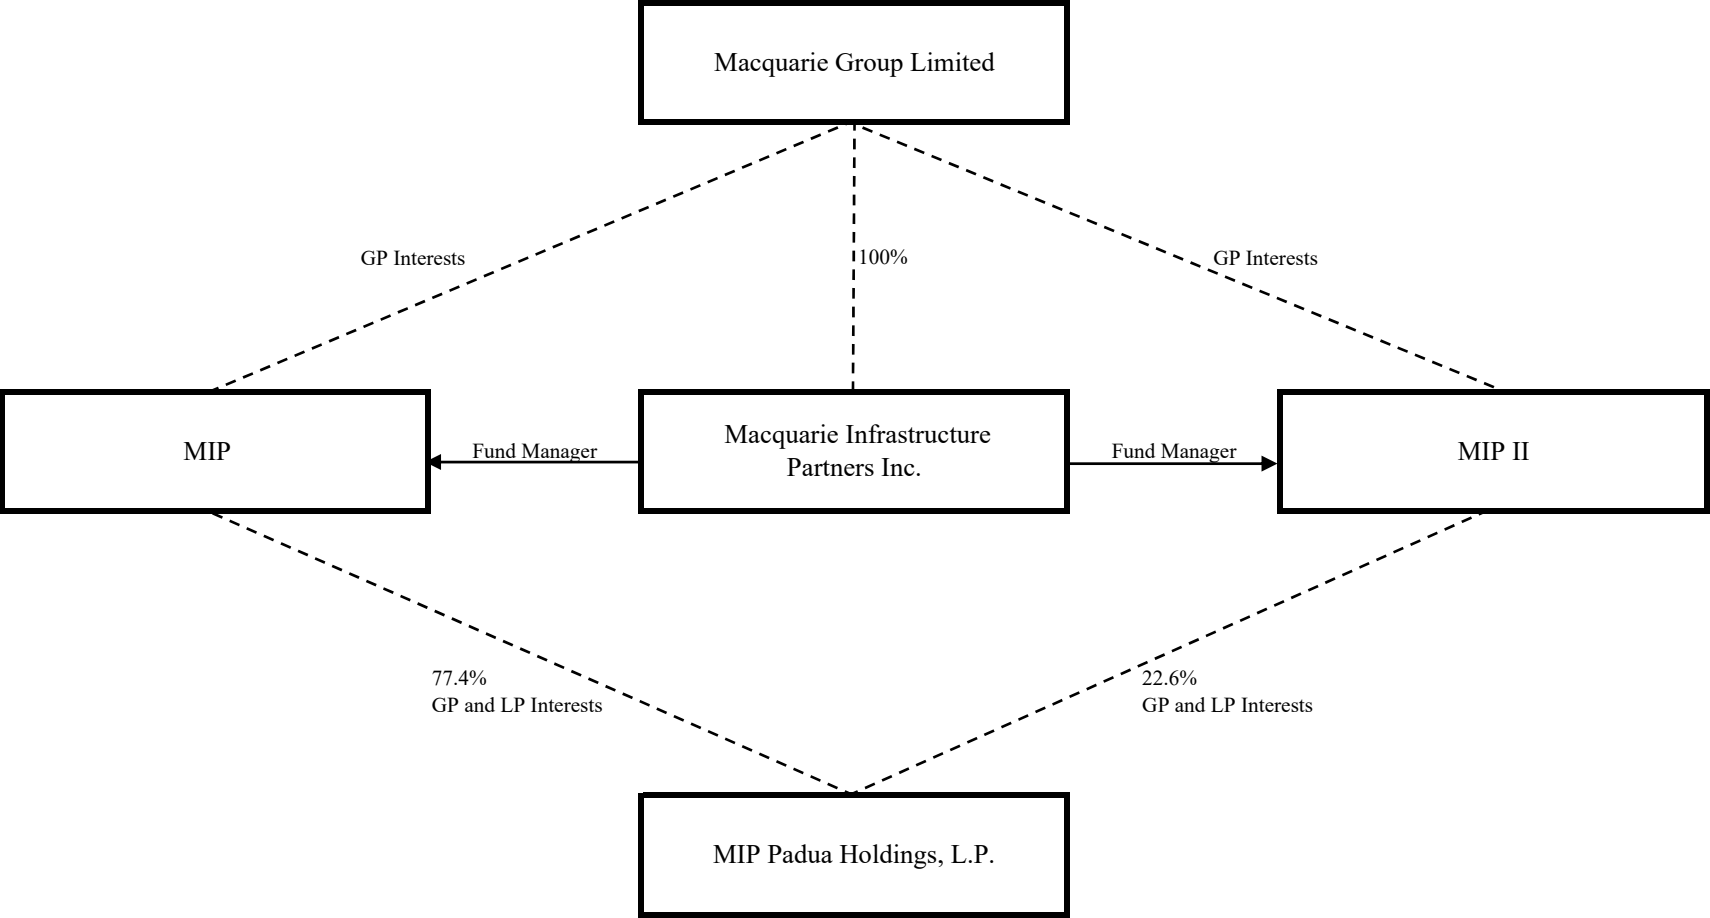 Macquarie Group Limited
GP Interests
100%
GP Interests
MIP
Fund Manager
Macquarie Infrastructure
Partners Inc.
Fund Manager
MIP II
77.4%
GP and LP Interests
22.6%
GP and LP Interests
MIP Padua Holdings, L.P.